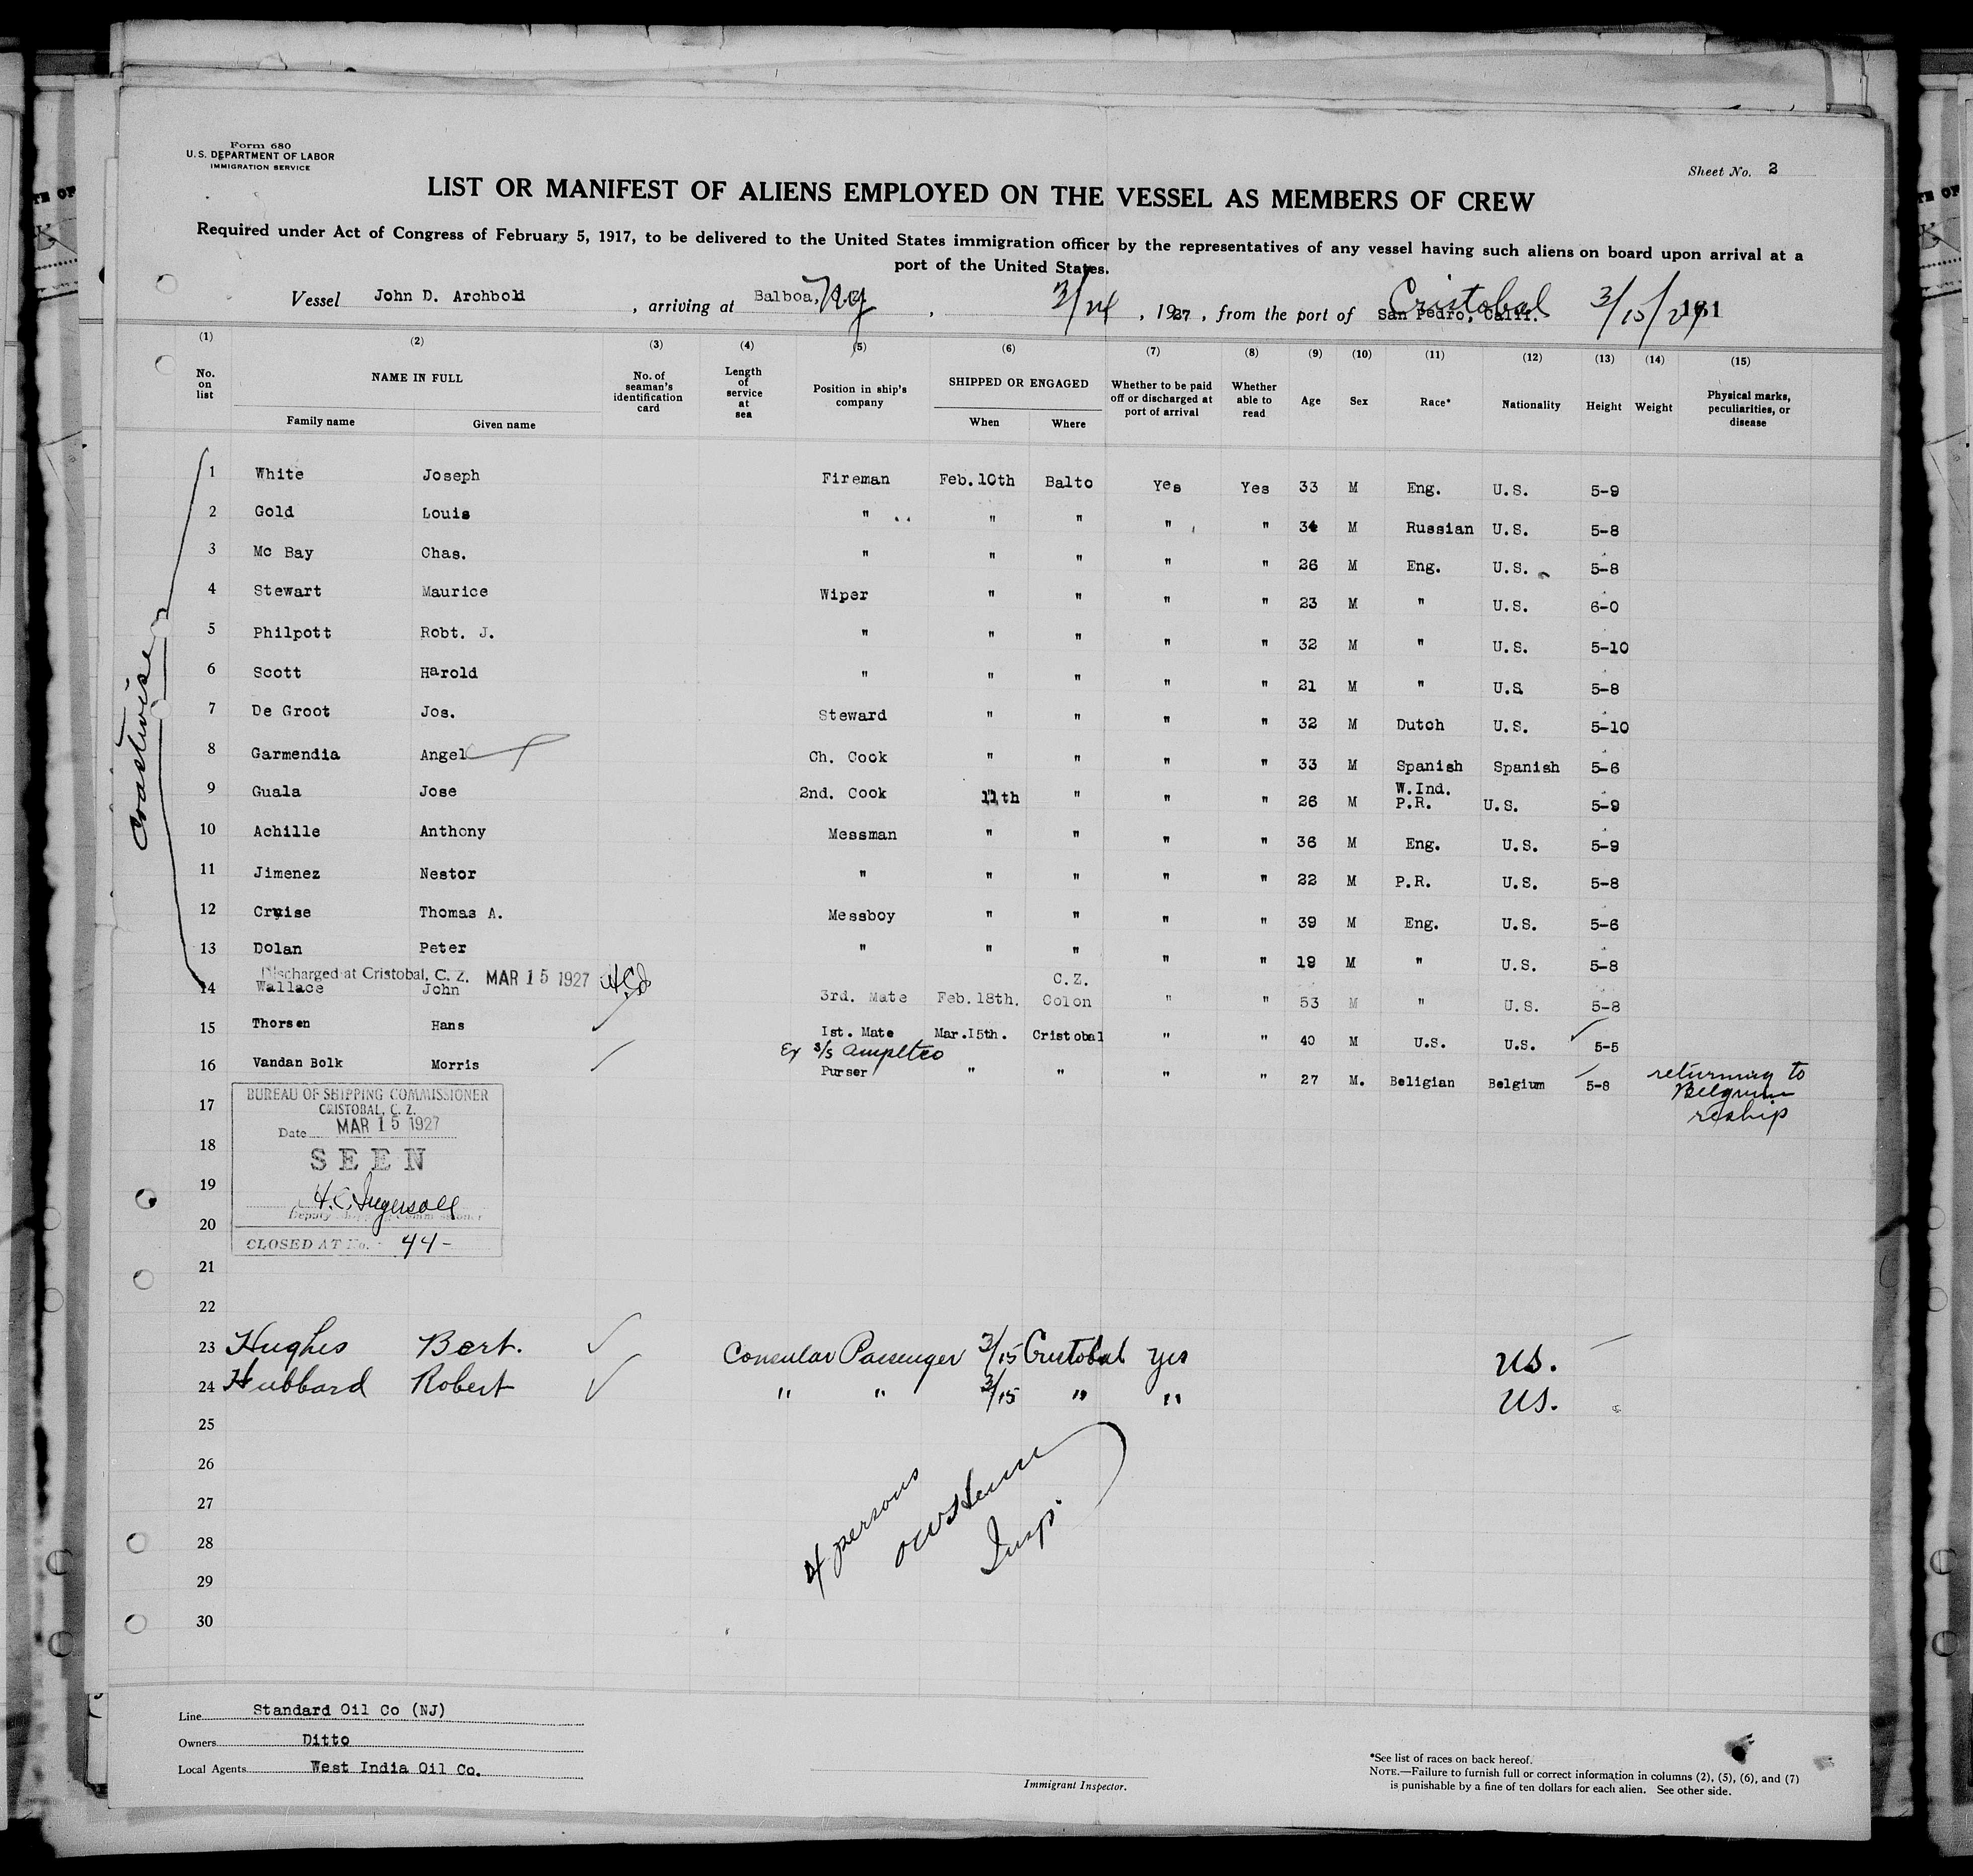 Form 680
U.S. DEPARTMENT OF LABOR
IMMIGRATION SERVICE
Sheet No. 2
LIST OR MANIFEST OF ALIENS EMPLOYED ON THE VESSEL AS MEMBERS OF CREW
Required under Act of Congress of February 5, 1917, to be delivered to the United States immigration officer by the representatives of any vessel having such aliens on board upon arrival at a
port of the United States.
Vessel John D. Archbold, arriving at Balboa, NY, 3/24, 1927, from the port of San Pedro, Calif. Cristobal 3/15/27
(1) (2) (3) (4) (5) (6) (7) (8) (9) (10) (11) (12) (13) (14) (15)
No. on list NAME IN FULL No. of seaman's identification card Length of service at sea Position in ship's company SHIPPED OR ENGAGED Whether to be paid off or discharged at port of arrival Whether able to read Age Sex Race* Nationality Height Weight Physical marks, peculiarities, or disease
Family name Given name When Where
Coastwise
1 White Joseph Fireman Feb. 10th Balto Yes Yes 33 M Eng. U.S. 5-9
2 Gold Louis " " " " " 34 M Russian U.S. 5-8
3 Mc Bay Chas. " " " " " 26 M Eng. U.S. 5-8
4 Stewart Maurice Wiper " " " " 23 M " U.S. 6-0
5 Philpott Robt. J. " " " " " 32 M " U.S. 5-10
6 Scott Harold " " " " " 21 M " U.S. 5-8
7 De Groot Jos. Steward " " " " 32 M Dutch U.S. 5-10
8 Garmendia Angel Ch. Cook " " " " 33 M Spanish Spanish 5-6
9 Guala Jose 2nd. Cook 11th " " " 26 M W.Ind. P.R. U.S. 5-9
10 Achille Anthony Messman " " " " 36 M Eng. U.S. 5-9
11 Jimenez Nestor " " " " " 22 M P.R. U.S. 5-8
12 Cruise Thomas A. Messboy " " " " 39 M Eng. U.S. 5-6
13 Dolan Peter " " " " " 19 M " U.S. 5-8
Discharged at Cristobal, C. Z. MAR 15 1927
14 Wallace John 3rd. Mate Feb. 18th. C.Z. Colon " " 53 M " U.S. 5-8
15 Thorsen Hans 1st. Mate Mar. 15th. Cristobal " " 40 M U.S. U.S. 5-5
Ex S/S
16 Vandan Bolk Morris Purser " " " " 27 M. Beligian Belgium 5-8 returning to Belgium reship
17
BUREAU OF SHIPPING COMMISSIONER
CRISTOBAL, C. Z.
Date MAR 15 1927
18
SEEN
19
H.C. Ingersoll
Deputy Shipping Commissioner
20
CLOSED AT No. 44-
21
22
23 Hughes Bert. Consular Passenger 3/15 Cristobal yes U.S.
24 Hubbard Robert " " 3/15 " " U.S.
25
26
27
28
29
30
4 persons
Insp.
Line Standard Oil Co (NJ)
Owners Ditto
Local Agents West India Oil Co.
Immigrant Inspector.
*See list of races on back hereof.
NOTE.—Failure to furnish full or correct information in columns (2), (5), (6), and (7)
is punishable by a fine of ten dollars for each alien. See other side.